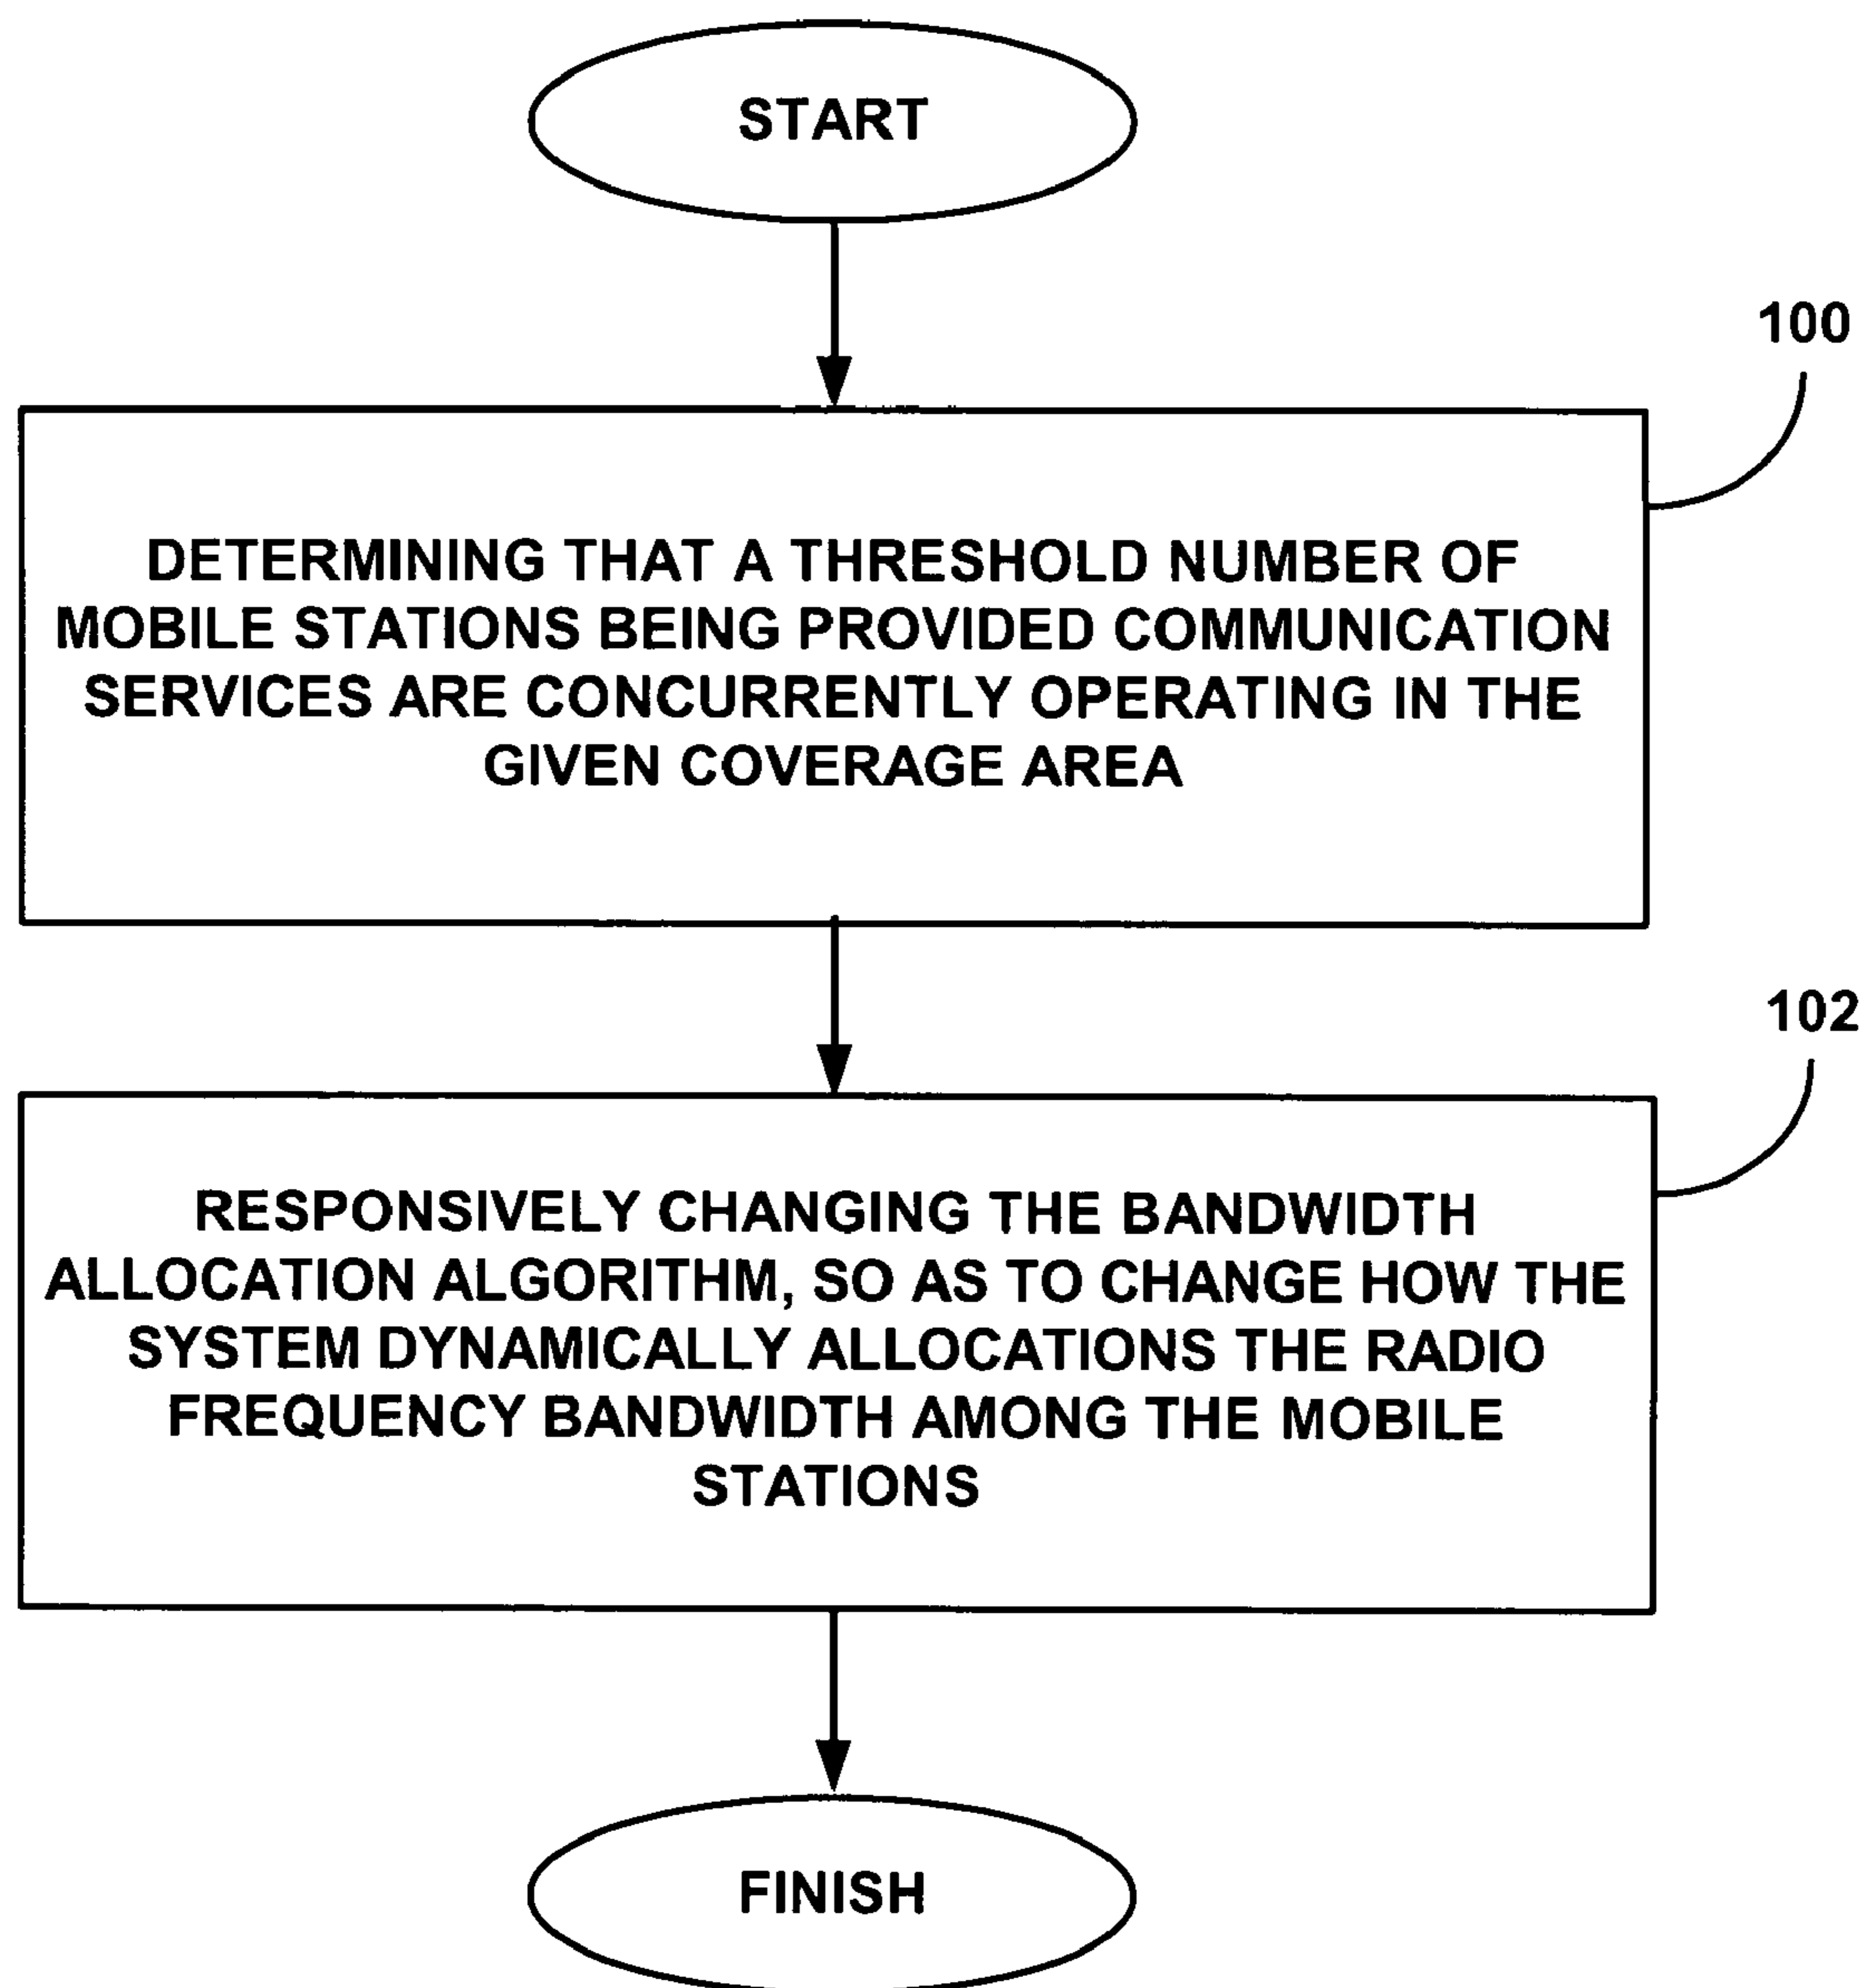 START
100
DETERMINING THAT A THRESHOLD NUMBER OF
MOBILE STATIONS BEING PROVIDED COMMUNICATION
SERVICES ARE CONCURRENTLY OPERATING IN THE
GIVEN COVERAGE AREA
102
RESPONSIVELY CHANGING THE BANDWIDTH
ALLOCATION ALGORITHM, SO AS TO CHANGE HOW THE
SYSTEM DYNAMICALLY ALLOCATIONS THE RADIO
FREQUENCY BANDWIDTH AMONG THE MOBILE
STATIONS
FINISH